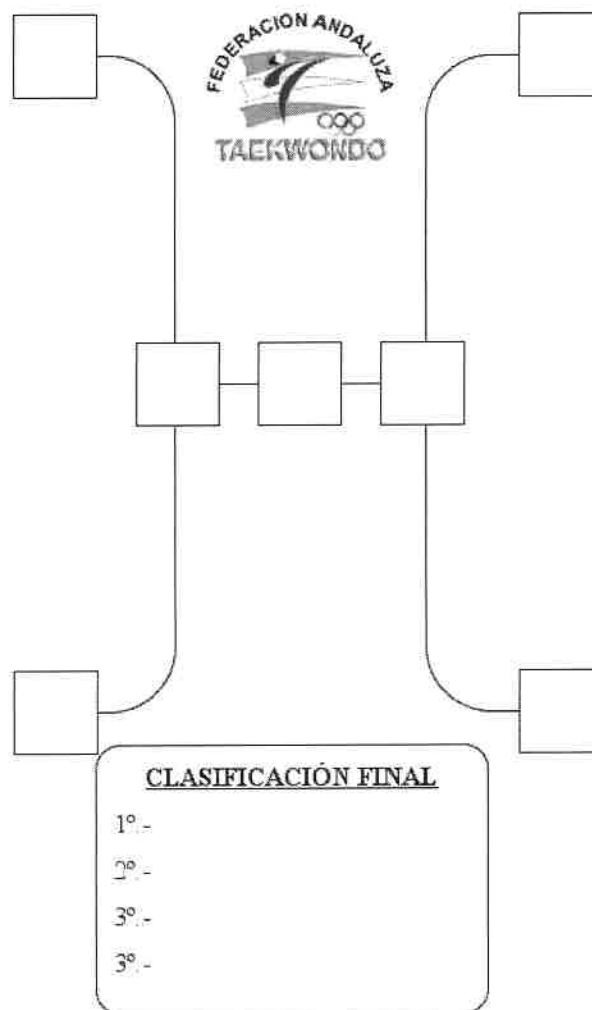 FEDERACION ANDALUZA
TAEKWONDO
CLASIFICACIÓN FINAL
1º.-
2º.-
3º.-
3º.-